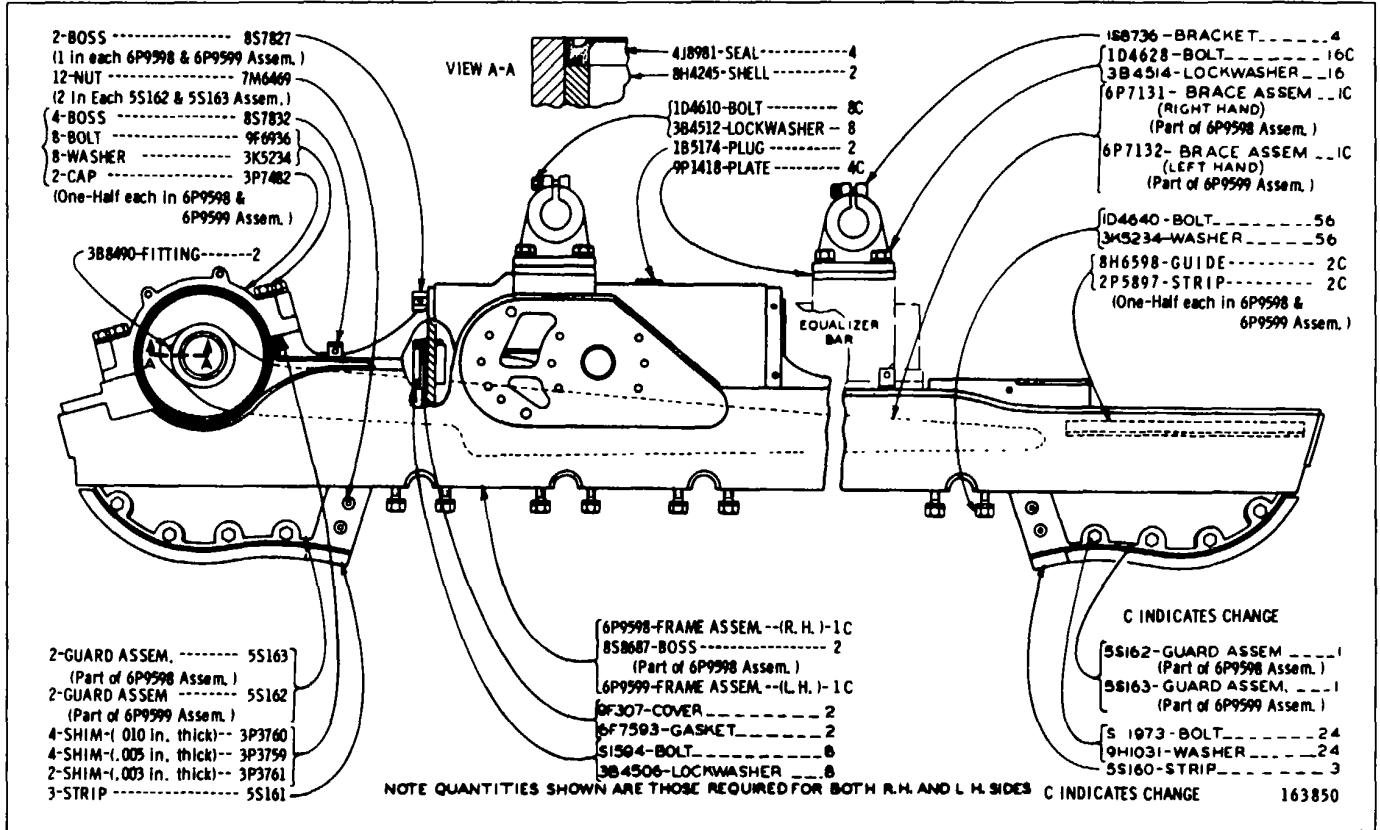 2-BOSS ------------ 8S7827
(1 in each 6P9598 & 6P9599 Assem.)
12-NUT ------------ 7M6469
(2 In Each 5S162 & 5S163 Assem.)
4-BOSS ------------ 8S7832
8-BOLT ------------ 9F6936
8-WASHER ---------- 3K5234
2-CAP ------------- 3P7482
(One-Half each in 6P9598 &
6P9599 Assem.)
3B8490-FITTING------2
VIEW A-A
4J8981-SEAL ------- 4
8H4245-SHELL ------ 2
1D4610-BOLT ------- 8C
3B4512-LOCKWASHER - 8
1B5174-PLUG ------- 2
9P1418-PLATE ------ 4C
1S8736-BRACKET____4
1D4628-BOLT______16C
3B4514-LOCKWASHER__16
6P7131- BRACE ASSEM __1C
(RIGHT HAND)
(Part of 6P9598 Assem.)
6P7132- BRACE ASSEM __1C
(LEFT HAND)
(Part of 6P9599 Assem.)
1D4640-BOLT_______56
3K5234-WASHER_____56
8H6598-GUIDE-------- 2C
2P5897-STRIP-------- 2C
(One-Half each in 6P9598 &
6P9599 Assem.)
EQUALIZER
BAR
A A
2-GUARD ASSEM. -------- 5S163
(Part of 6P9598 Assem.)
2-GUARD ASSEM --------- 5S162
(Part of 6P9599 Assem.)
4-SHIM-(.010 in. thick)-- 3P3760
4-SHIM-(.005 in. thick)-- 3P3759
2-SHIM-(.003 in. thick)-- 3P3761
3-STRIP --------------- 5S161
6P9598-FRAME ASSEM.--(R.H.)-1C
8S8687-BOSS --------------- 2
(Part of 6P9598 Assem.)
6P9599-FRAME ASSEM.--(L.H.)-1C
9F307-COVER__________2
6F7593-GASKET________2
S1594-BOLT___________8
3B4506-LOCKWASHER ___8
C INDICATES CHANGE
5S162-GUARD ASSEM ____1
(Part of 6P9598 Assem.)
5S163-GUARD ASSEM. ___1
(Part of 6P9599 Assem.)
S 1973-BOLT________24
9H1031-WASHER______24
5S160-STRIP________3
NOTE QUANTITIES SHOWN ARE THOSE REQUIRED FOR BOTH R.H. AND L H. SIDES
C INDICATES CHANGE 163850